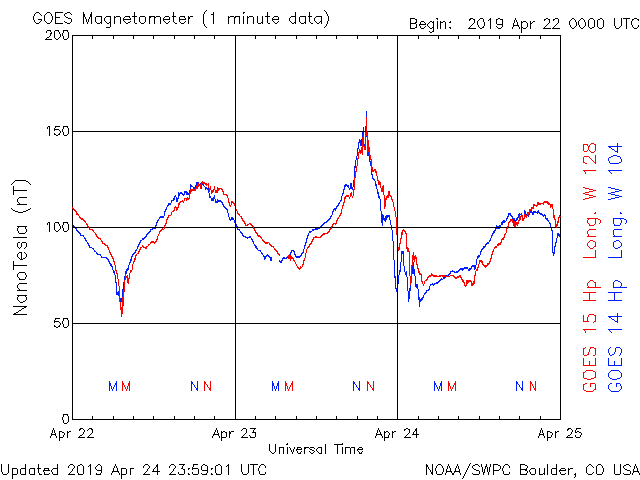 GOES Magnetometer (1 minute data) Begin: 2019 Apr 22 0000 UTC
200
150
100
50
0
NanoTesla (nT)
M M N N M M N N M M N N
Apr 22 Apr 23 Apr 24 Apr 25
Universal Time
GOES 15 Hp Long. W 128
GOES 14 Hp Long. W 104
Updated 2019 Apr 24 23:59:01 UTC NOAA/SWPC Boulder, CO USA